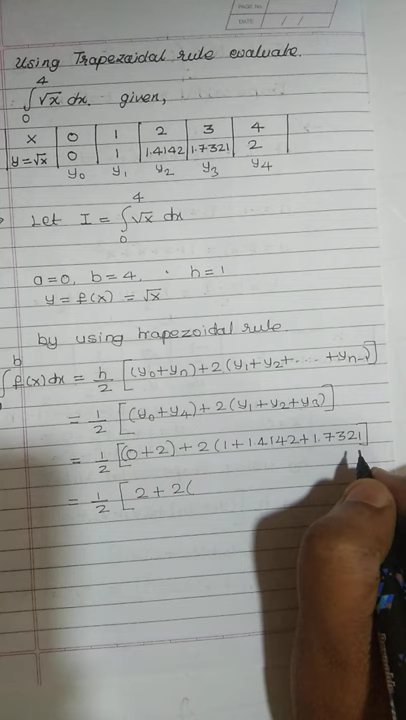 PAGE NO.
DATE / /
Using Trapezoidal rule evaluate.
∫₀⁴ √x dx. given,
x 0 1 2 3 4
y=√x 0 1 1.4142 1.7321 2
y₀ y₁ y₂ y₃ y₄
Let I = ∫₀⁴ √x dx
a=0, b=4, h=1
y = f(x) = √x
by using trapezoidal rule
∫ᵇ f(x)dx = h/2 [(y₀+yₙ)+2(y₁+y₂+....+yₙ₋₁)]
= 1/2 [(y₀+y₄)+2(y₁+y₂+y₃)]
= 1/2 [(0+2)+2(1+1.4142+1.7321]
= 1/2 [2+2(